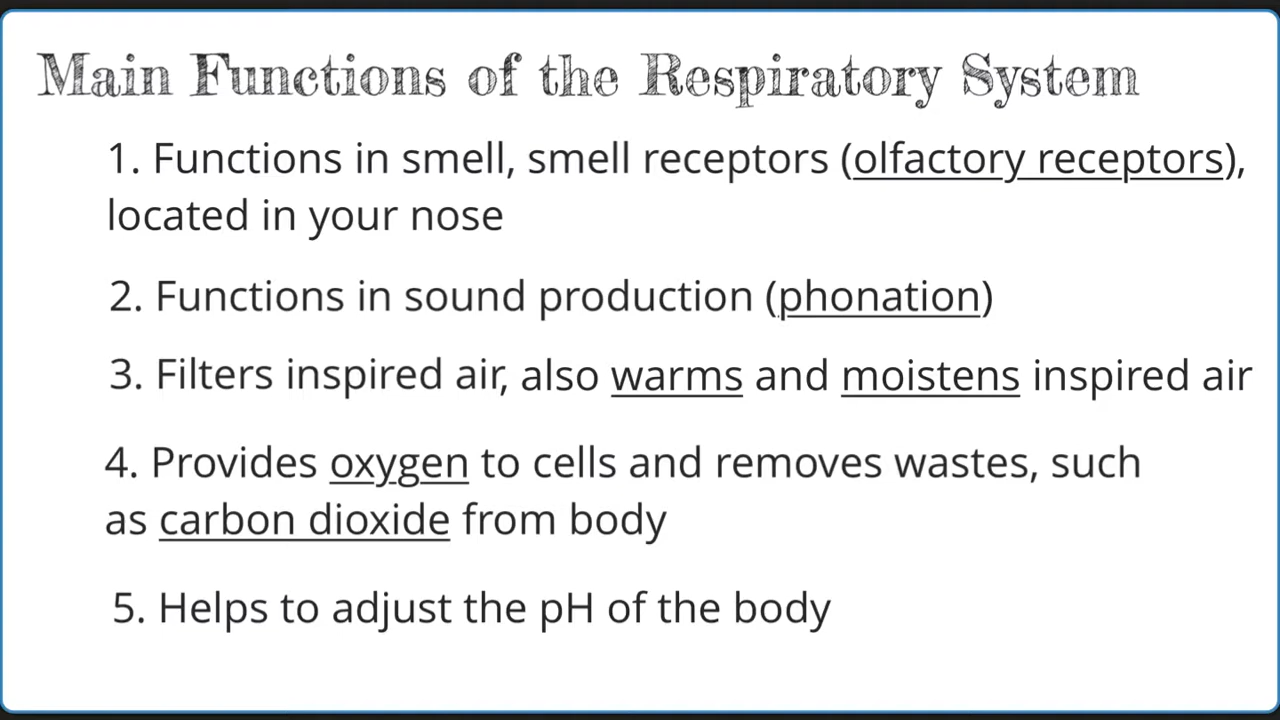 Main Functions of the Respiratory System
1. Functions in smell, smell receptors (olfactory receptors),
located in your nose
2. Functions in sound production (phonation)
3. Filters inspired air, also warms and moistens inspired air
4. Provides oxygen to cells and removes wastes, such
as carbon dioxide from body
5. Helps to adjust the pH of the body